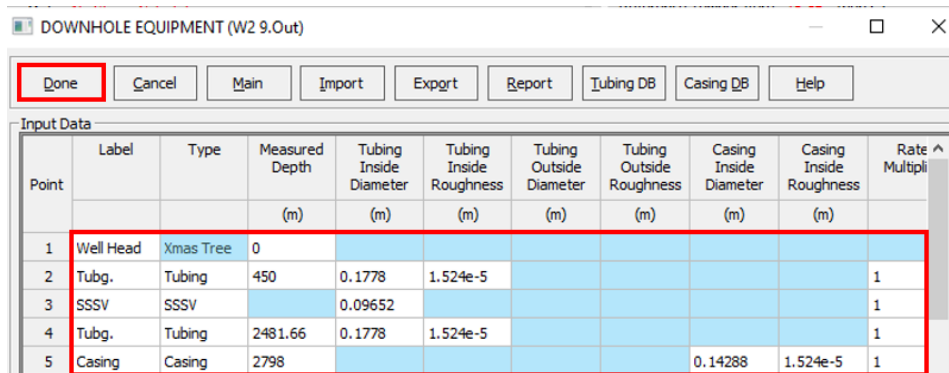 DOWNHOLE EQUIPMENT (W2 9.Out)
Done Cancel Main Import Export Report Tubing DB Casing DB Help
Input Data
Point Label Type Measured Depth Tubing Inside Diameter Tubing Inside Roughness Tubing Outside Diameter Tubing Outside Roughness Casing Inside Diameter Casing Inside Roughness Rate Multipli
(m) (m) (m) (m) (m) (m) (m)
1 Well Head Xmas Tree 0
2 Tubg. Tubing 450 0.1778 1.524e-5 1
3 SSSV SSSV 0.09652 1
4 Tubg. Tubing 2481.66 0.1778 1.524e-5 1
5 Casing Casing 2798 0.14288 1.524e-5 1